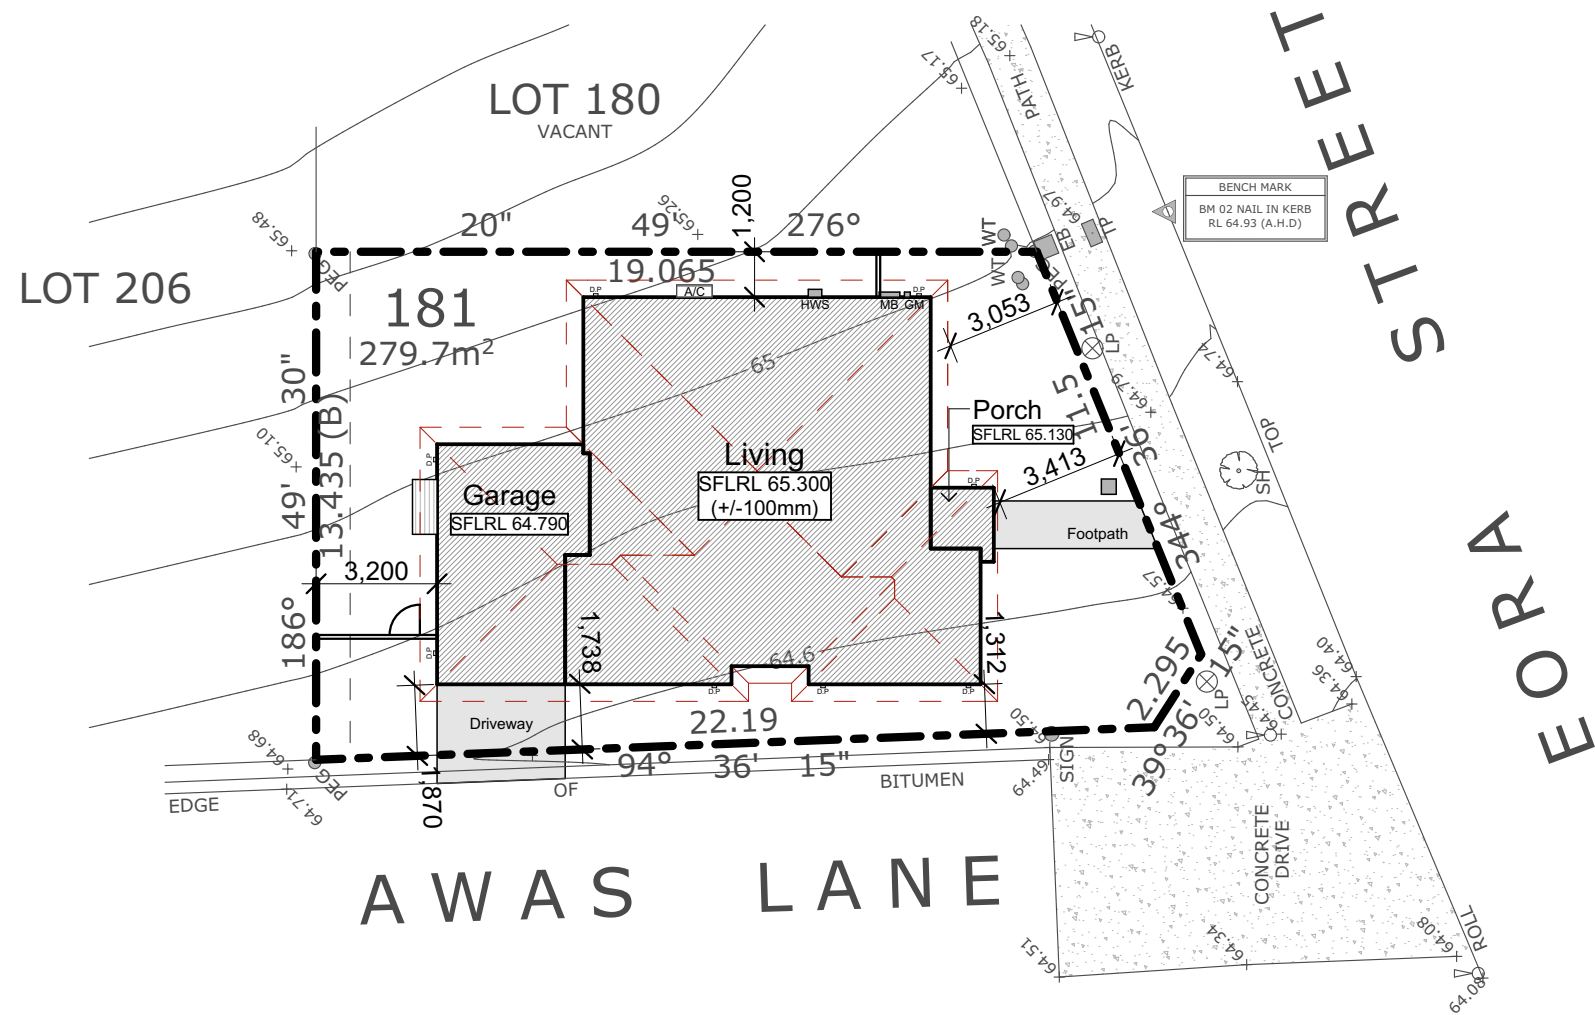 LOT 180
VACANT
65.18
65.17
PATH
KERB
STREET
BENCH MARK
BM 02 NAIL IN KERB
RL 64.93 (A.H.D)
65.48
20"
49'
65.26
1,200
276°
WT
WT
64.97
EB
TP
PEG
LOT 206
PEG
181
279.7m²
19.065
A/C
D.P
HWS
MB
GM
D.P
3,053
15"
LP
64.74
64.79
65
11.5
36'
344°
30"
13.435 (B)
49'
186°
65.10
Porch
SFLRL 65.130
3,413
TOP
SH
D.P
Garage
SFLRL 64.790
Living
SFLRL 65.300
(+/-100mm)
D.P
Footpath
3,200
64.57
D.P
1,738
64.6
1,312
2.295
15"
CONCRETE
64.40
64.36
EORA
D.P
D.P
D.P
LP
Driveway
22.19
64.50
SIGN
64.50
64.45
39° 36'
64.68
PEG
64.71
94°
36'
15"
64.49
EDGE
OF
BITUMEN
1,870
CONCRETE
DRIVE
AWAS LANE
64.51
64.34
64.08
ROLL
64.08